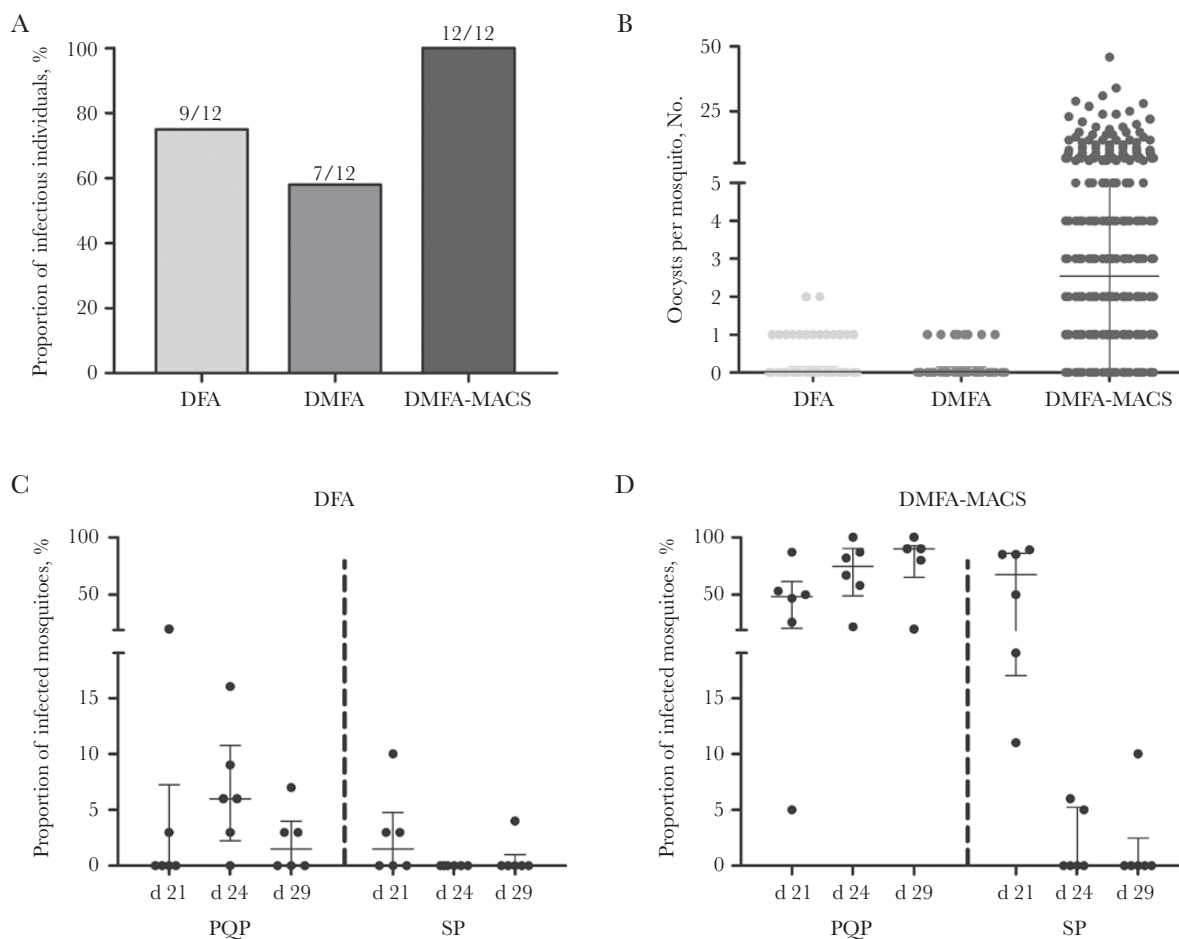 A
Proportion of infectious individuals, %
100
80
60
40
20
0
9/12
7/12
12/12
DFA
DMFA
DMFA-MACS
B
Oocysts per mosquito, No.
50
25
5
4
3
2
1
0
DFA
DMFA
DMFA-MACS
C
DFA
Proportion of infected mosquitoes, %
100
50
15
10
5
0
d 21
d 24
d 29
d 21
d 24
d 29
PQP
SP
D
DMFA-MACS
Proportion of infected mosquitoes, %
100
50
15
10
5
0
d 21
d 24
d 29
d 21
d 24
d 29
PQP
SP